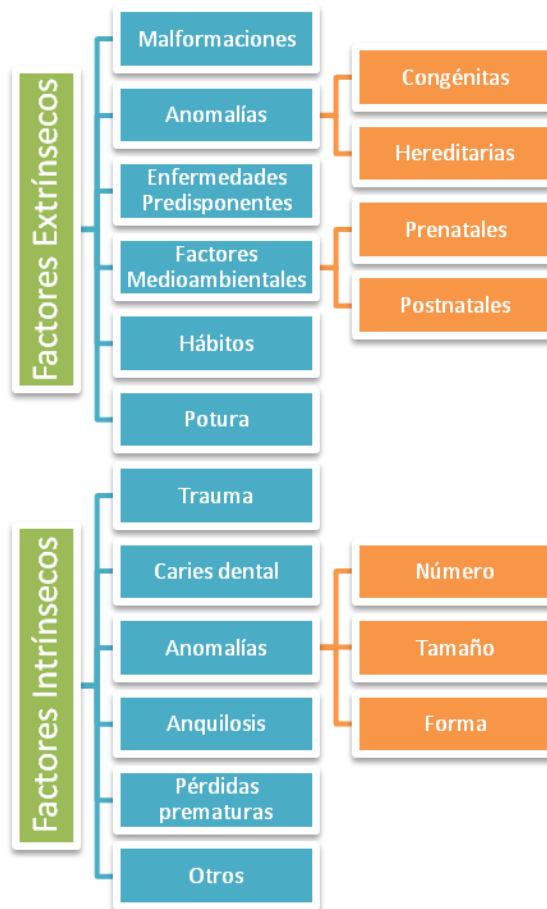 Factores Extrínsecos
Malformaciones
Anomalías
Congénitas
Hereditarias
Enfermedades
Predisponentes
Factores
Medioambientales
Prenatales
Postnatales
Hábitos
Potura
Factores Intrínsecos
Trauma
Caries dental
Anomalías
Número
Tamaño
Forma
Anquilosis
Pérdidas
prematuras
Otros